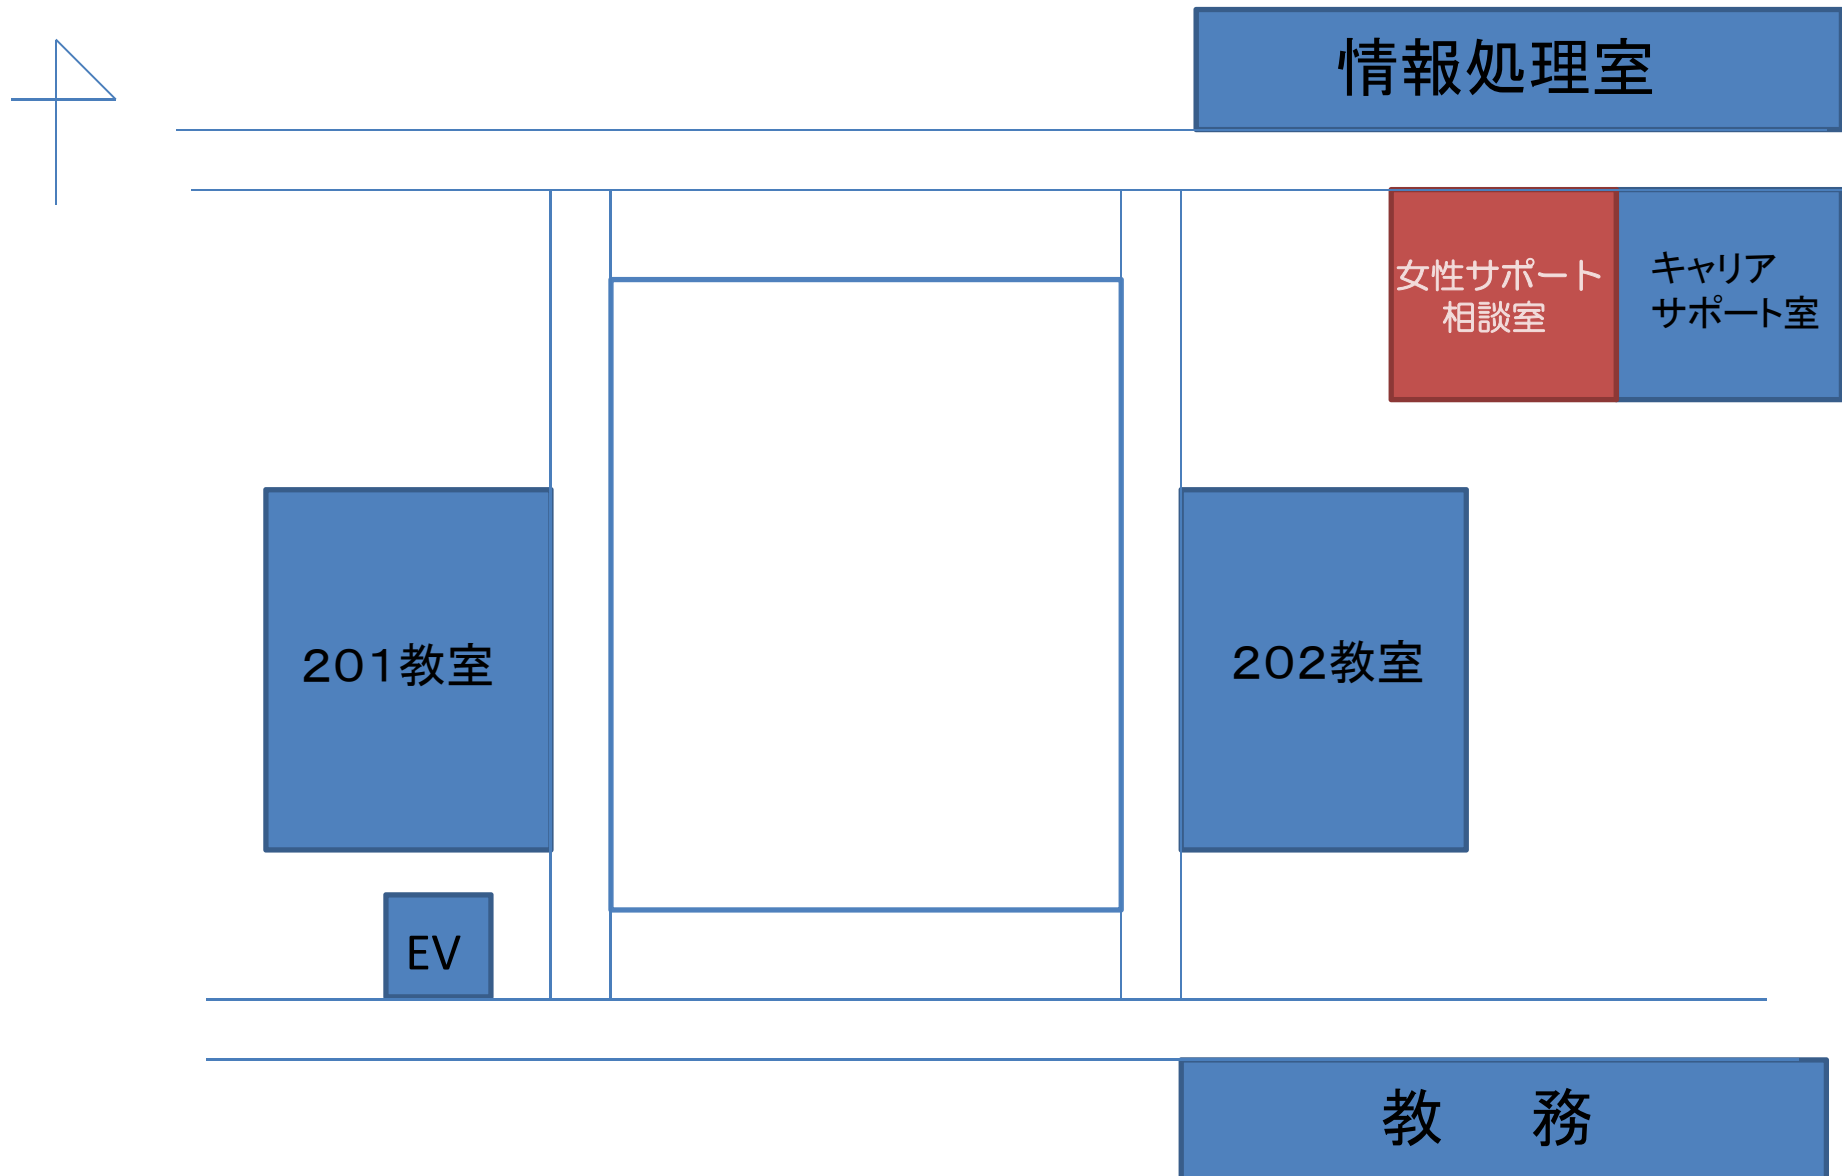 情報処理室
女性サポート
相談室
キャリア
サポート室
２０１教室
２０２教室
EV
教　務